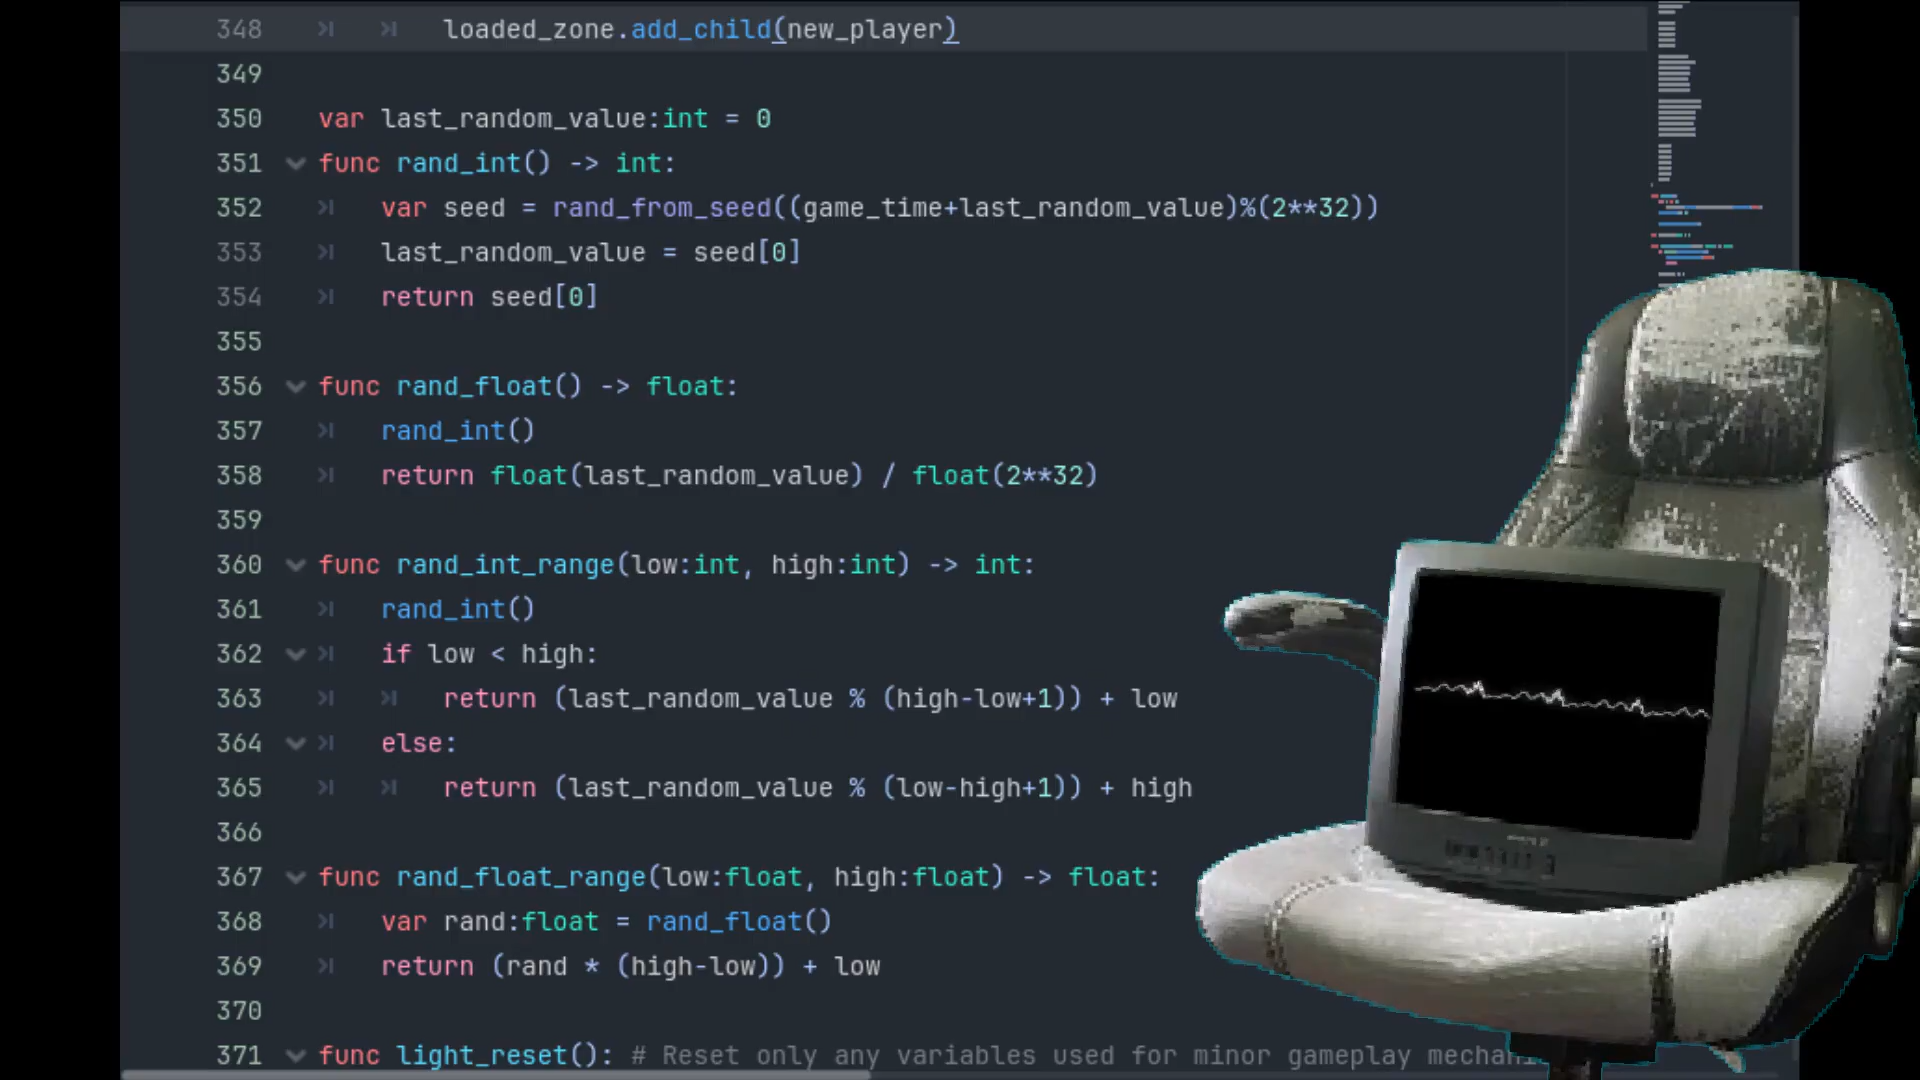 348 loaded_zone.add_child(new_player)
349
350 var last_random_value:int = 0
351 func rand_int() -> int:
352 var seed = rand_from_seed((game_time+last_random_value)%(2**32))
353 last_random_value = seed[0]
354 return seed[0]
355
356 func rand_float() -> float:
357 rand_int()
358 return float(last_random_value) / float(2**32)
359
360 func rand_int_range(low:int, high:int) -> int:
361 rand_int()
362 if low < high:
363 return (last_random_value % (high-low+1)) + low
364 else:
365 return (last_random_value % (low-high+1)) + high
366
367 func rand_float_range(low:float, high:float) -> float:
368 var rand:float = rand_float()
369 return (rand * (high-low)) + low
370
371 func light_reset(): # Reset only any variables used for minor gameplay mechani